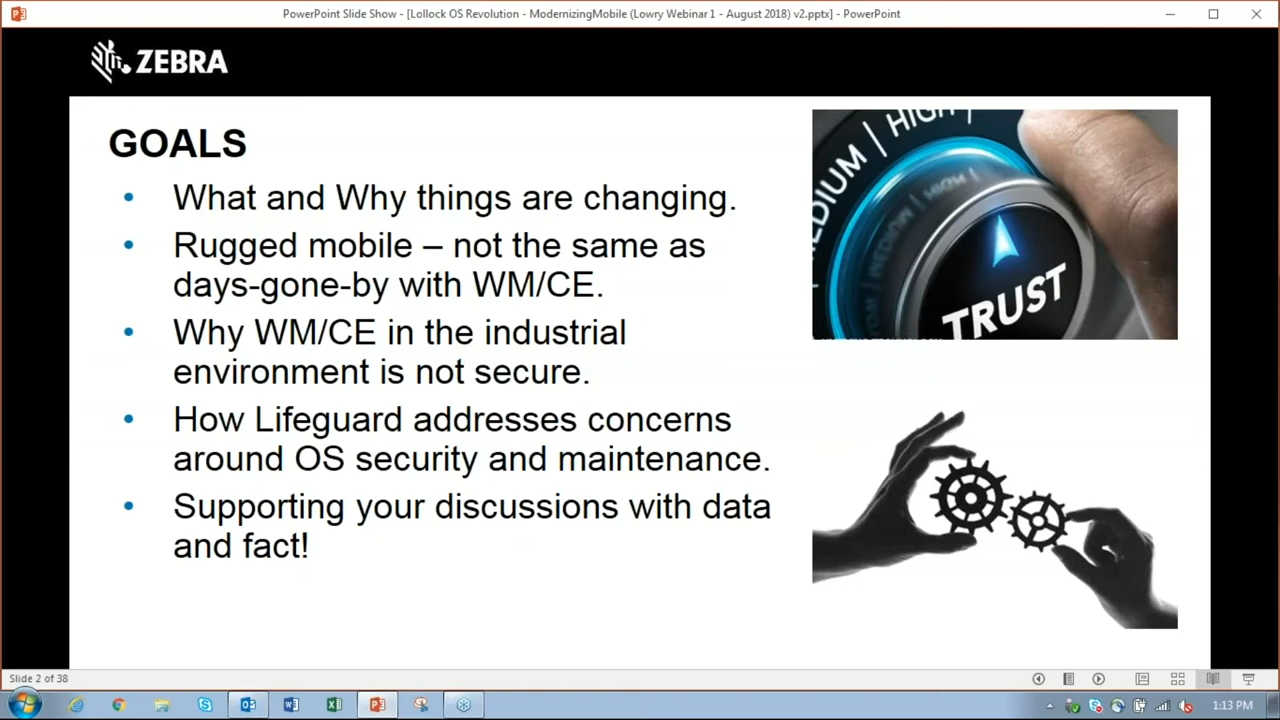 PowerPoint Slide Show - [Lollock OS Revolution - ModernizingMobile (Lowry Webinar 1 - August 2018) v2.pptx] - PowerPoint
ZEBRA
GOALS
• What and Why things are changing.
• Rugged mobile – not the same as
days-gone-by with WM/CE.
• Why WM/CE in the industrial
environment is not secure.
• How Lifeguard addresses concerns
around OS security and maintenance.
• Supporting your discussions with data
and fact!
MEDIUM | HIGH |
MEDIUM | HIGH |
TRUST
Slide 2 of 38
1:13 PM